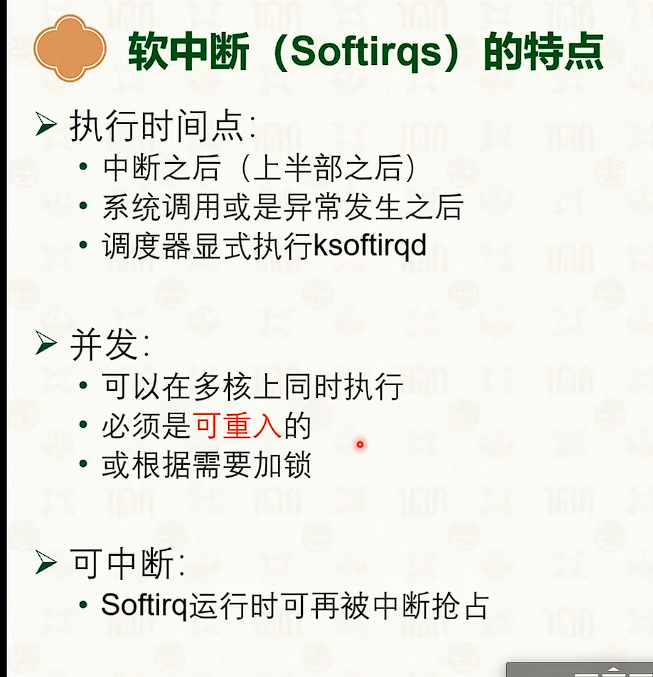 软中断（Softirqs）的特点
➢ 执行时间点：
• 中断之后（上半部之后）
• 系统调用或是异常发生之后
• 调度器显式执行ksoftirqd
➢ 并发：
• 可以在多核上同时执行
• 必须是可重入的
• 或根据需要加锁
➢ 可中断：
• Softirq运行时可再被中断抢占